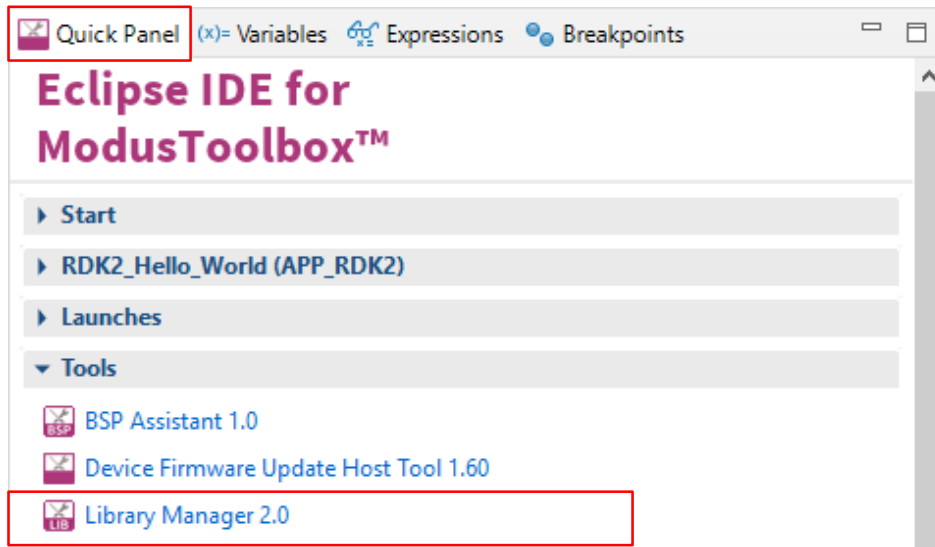 Quick Panel (x)= Variables Expressions Breakpoints
Eclipse IDE for
ModusToolbox™
Start
RDK2_Hello_World (APP_RDK2)
Launches
Tools
BSP BSP Assistant 1.0
Device Firmware Update Host Tool 1.60
LIB Library Manager 2.0